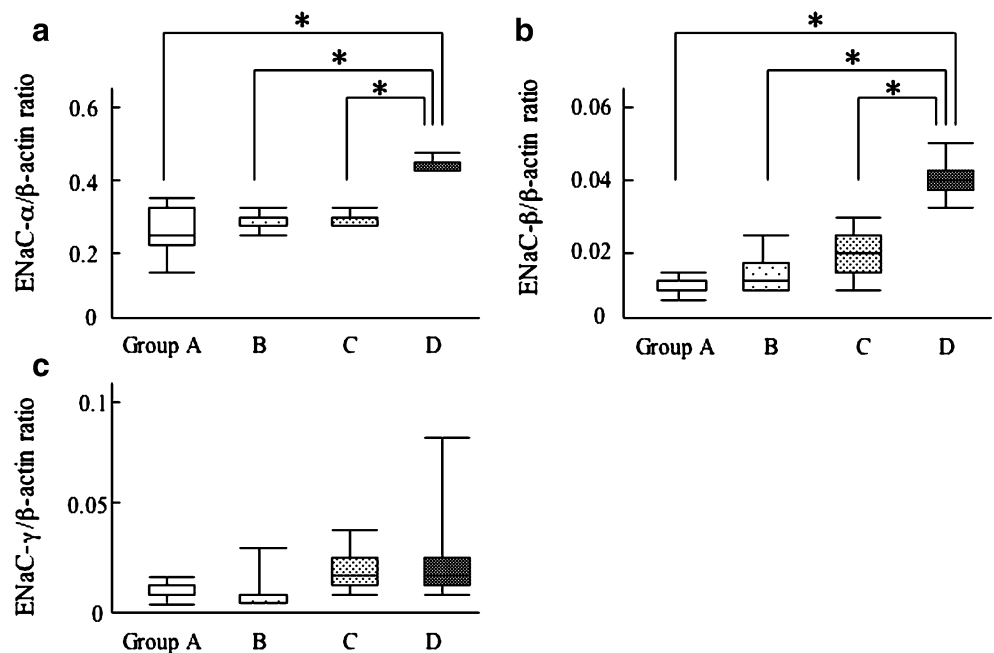 a
*
*
*
ENaC-α/β-actin ratio
0.6
0.4
0.2
0
Group A B C D
b
*
*
*
ENaC-β/β-actin ratio
0.06
0.04
0.02
0
Group A B C D
c
ENaC-γ/β-actin ratio
0.1
0.05
0
Group A B C D